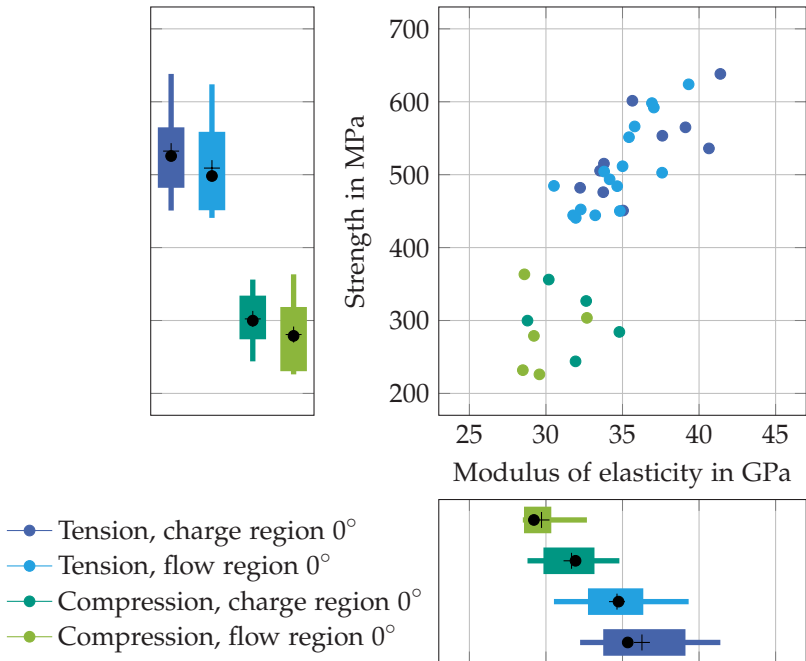 700
600
500
400
300
200
Strength in MPa
25 30 35 40 45
Modulus of elasticity in GPa
Tension, charge region 0°
Tension, flow region 0°
Compression, charge region 0°
Compression, flow region 0°